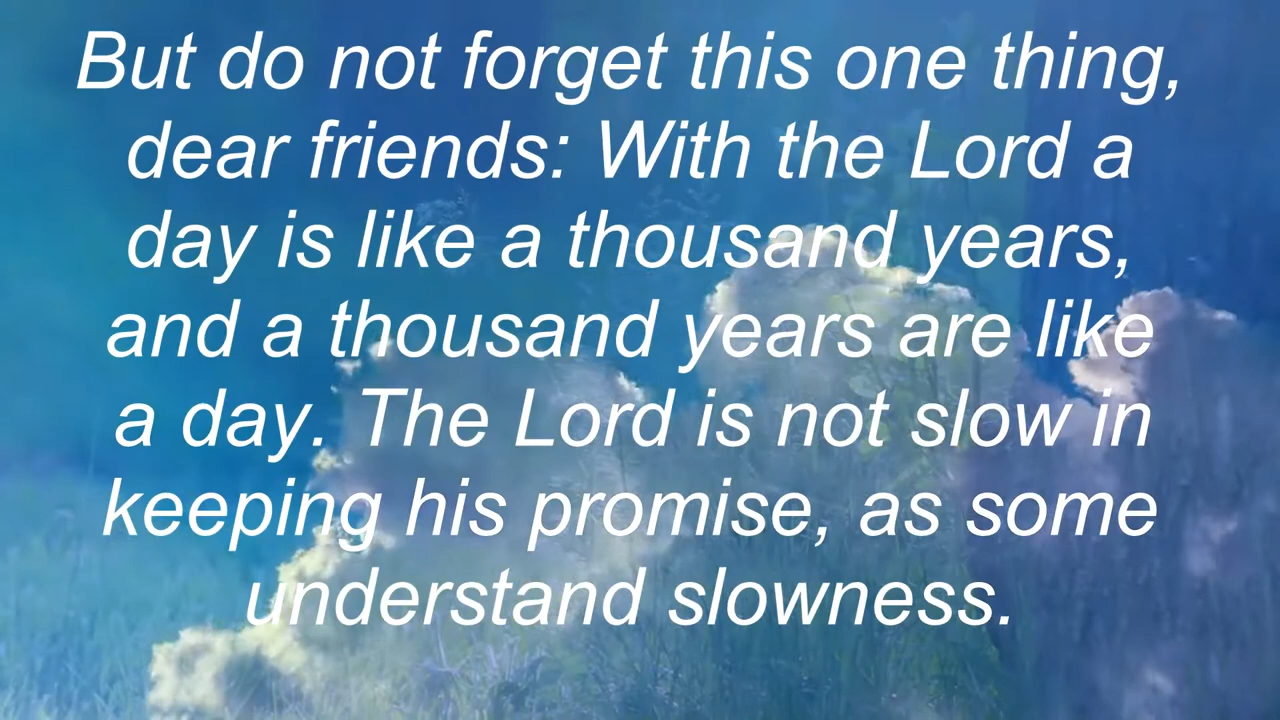 But do not forget this one thing,
dear friends: With the Lord a
day is like a thousand years,
and a thousand years are like
a day. The Lord is not slow in
keeping his promise, as some
understand slowness.